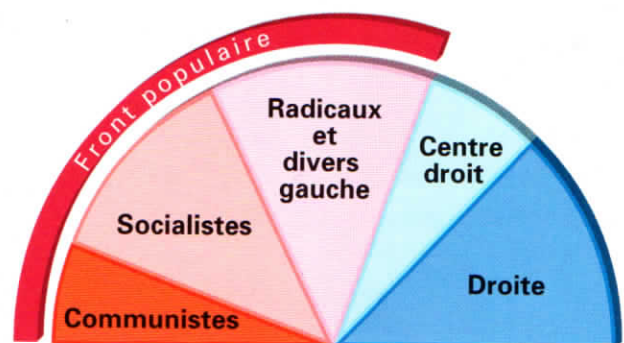 Front populaire
Radicaux
et
divers
gauche
Centre
droit
Socialistes
Droite
Communistes